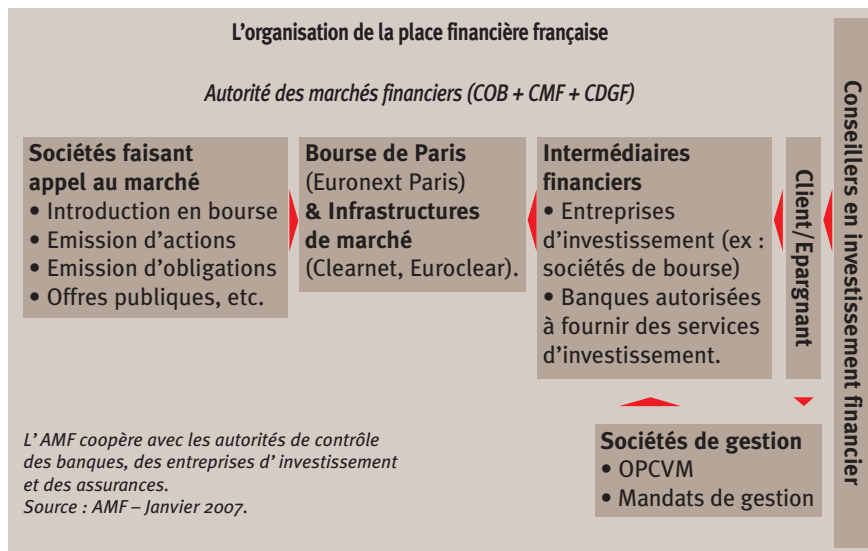 L’organisation de la place financière française
Autorité des marchés financiers (COB + CMF + CDGF)
Sociétés faisant
appel au marché
• Introduction en bourse
• Emission d’actions
• Emission d’obligations
• Offres publiques, etc.
Bourse de Paris
(Euronext Paris)
& Infrastructures
de marché
(Clearnet, Euroclear).
Intermédiaires
financiers
• Entreprises
d’investissement (ex :
sociétés de bourse)
• Banques autorisées
à fournir des services
d’investissement.
Client/Epargnant
Conseillers en investissement financier
Sociétés de gestion
• OPCVM
• Mandats de gestion
L’ AMF coopère avec les autorités de contrôle
des banques, des entreprises d’ investissement
et des assurances.
Source : AMF – Janvier 2007.